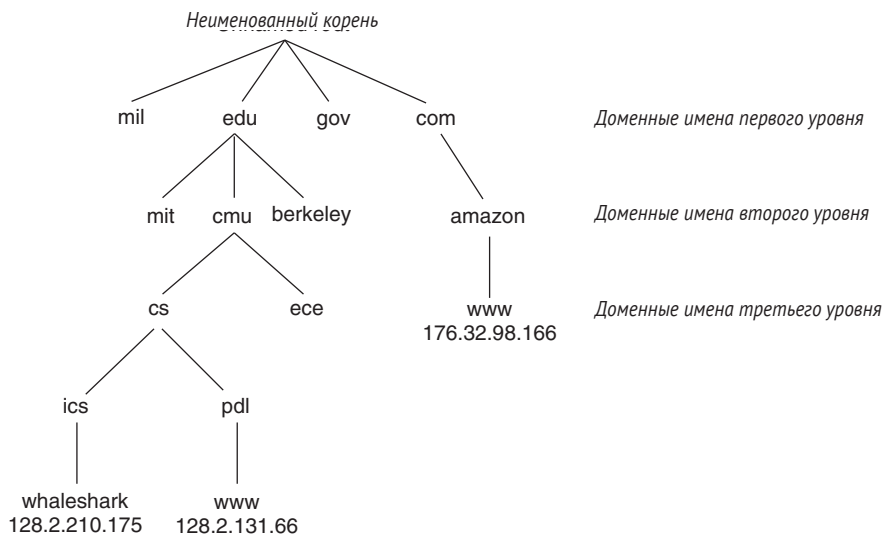 Неименованный корень
mil edu gov com Доменные имена первого уровня
mit cmu berkeley amazon Доменные имена второго уровня
cs ece www Доменные имена третьего уровня
176.32.98.166
ics pdl
whaleshark www
128.2.210.175 128.2.131.66